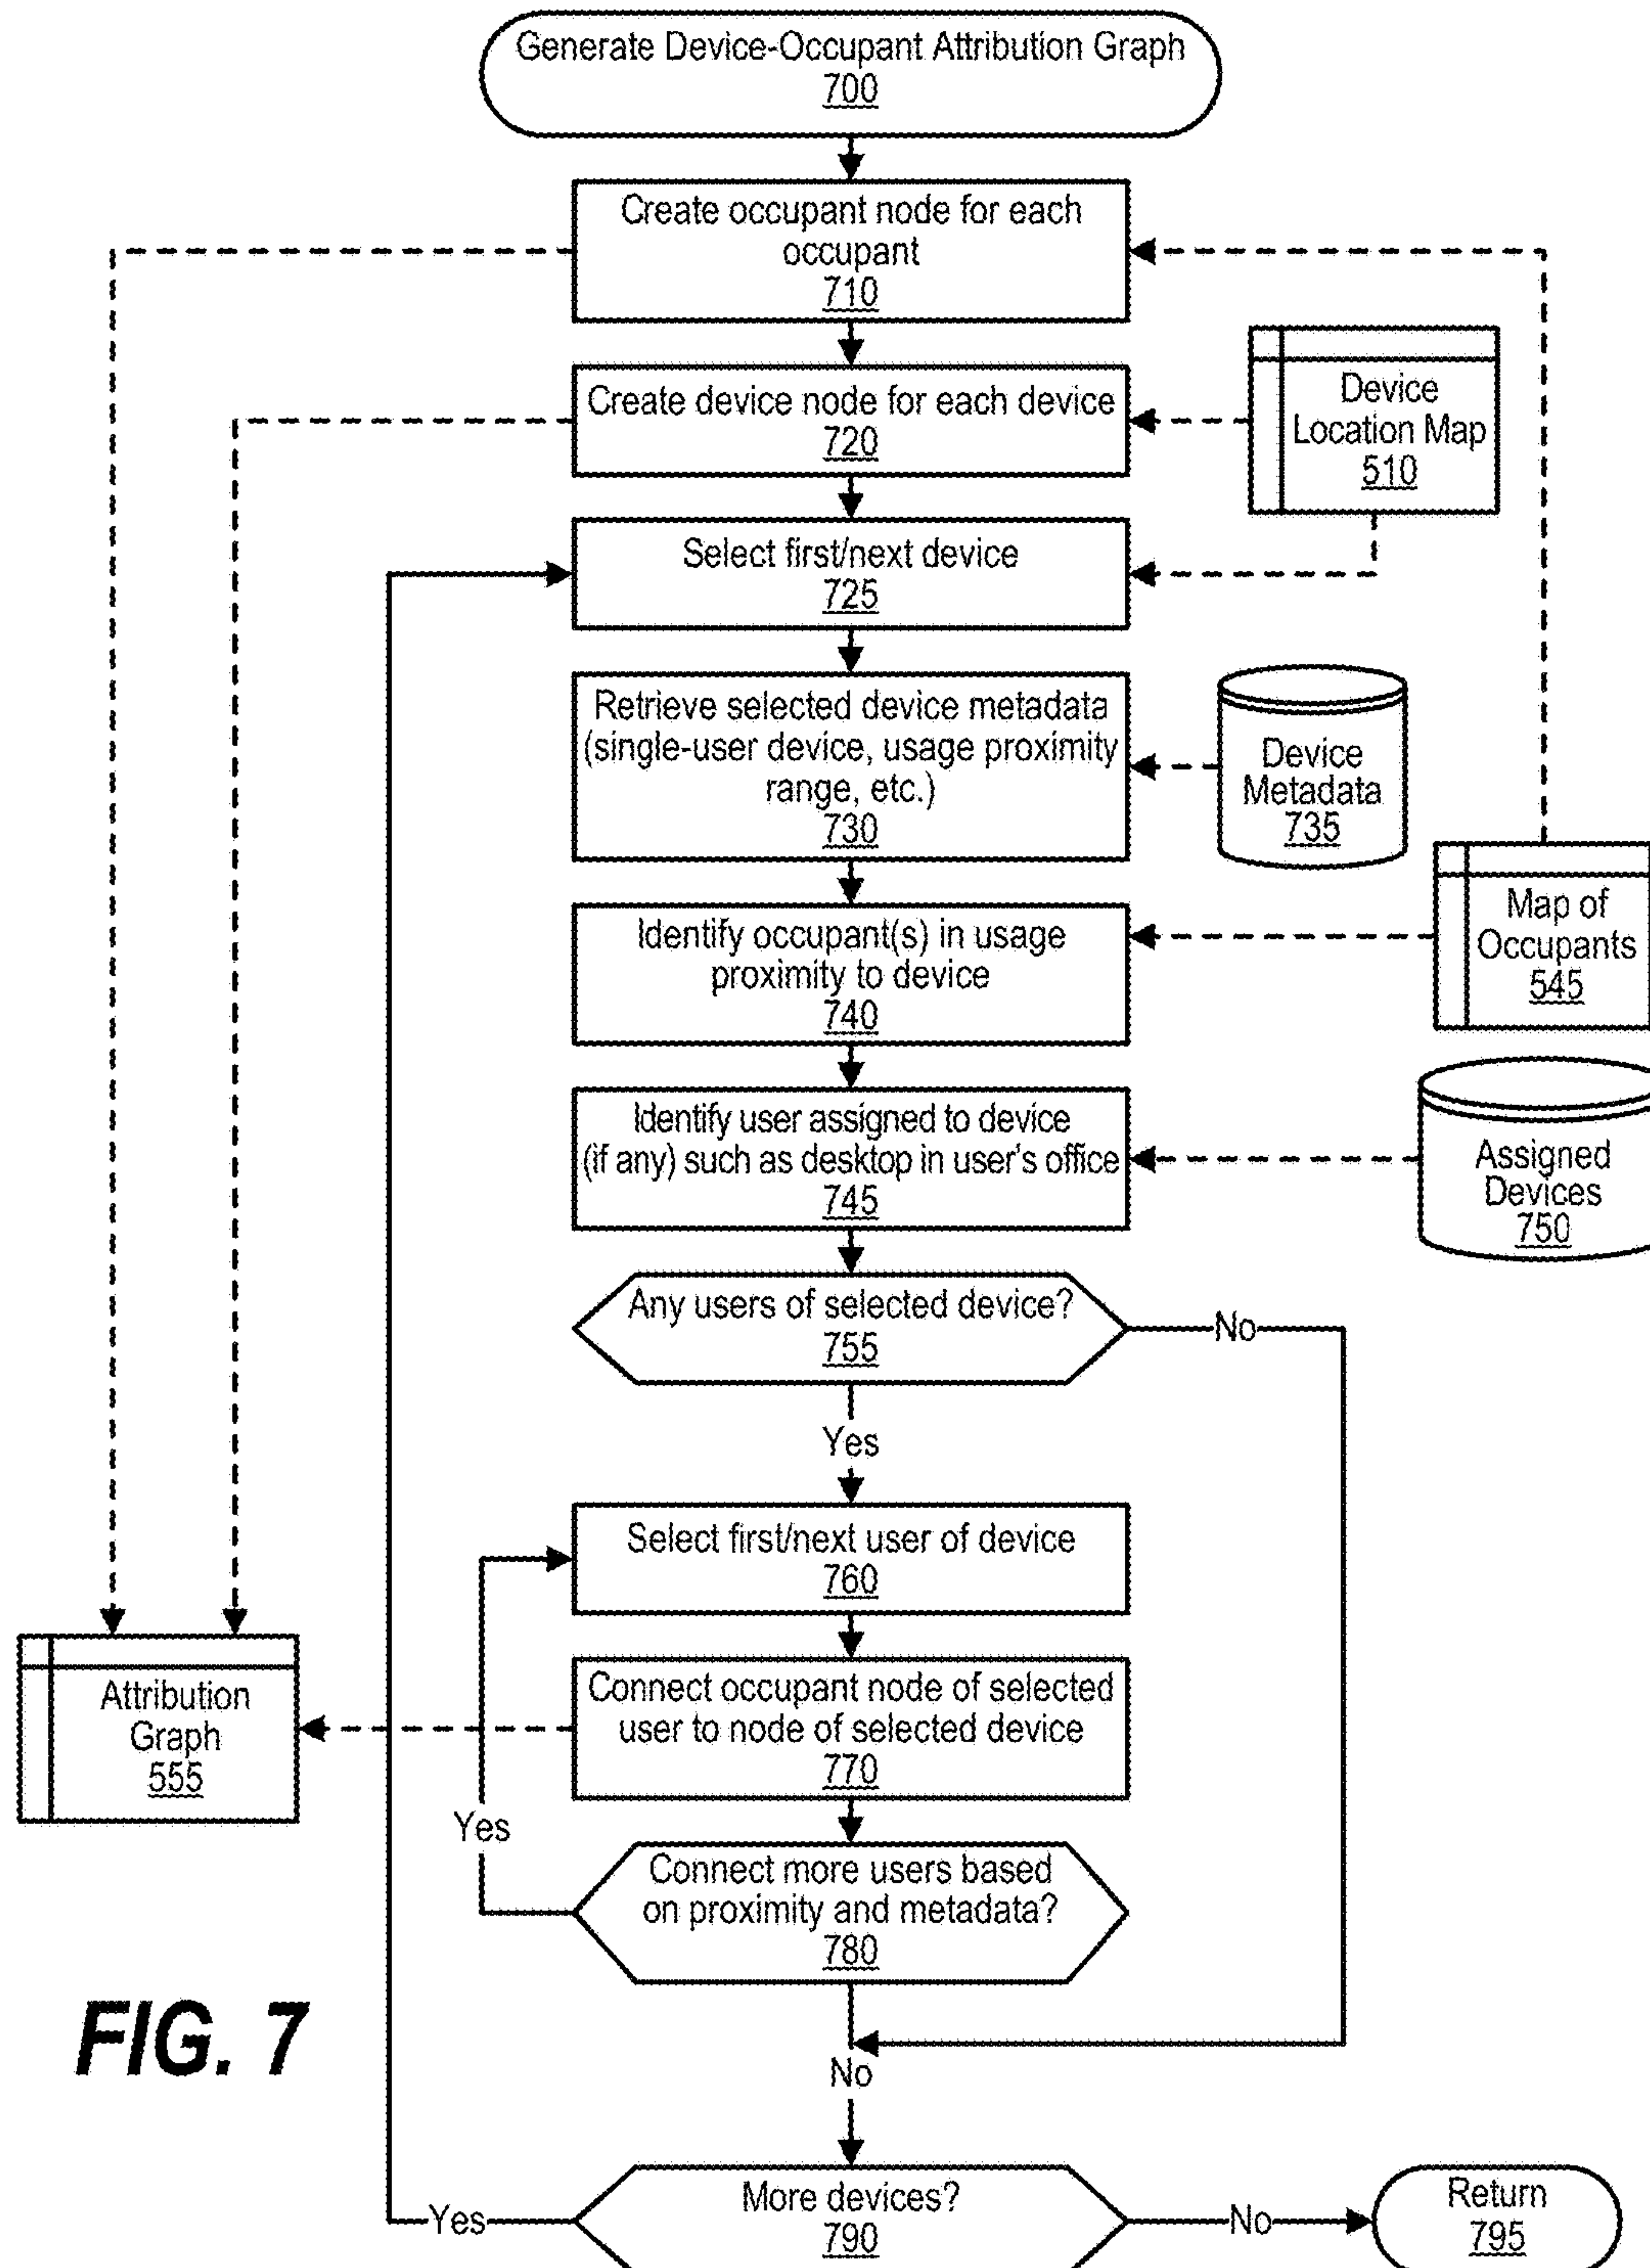 Generate Device-Occupant Attribution Graph
700
Create occupant node for each
occupant
710
Create device node for each device
720
Device
Location Map
510
Select first/next device
725
Retrieve selected device metadata
(single-user device, usage proximity
range, etc.)
730
Device
Metadata
735
Identify occupant(s) in usage
proximity to device
740
Map of
Occupants
545
Identify user assigned to device
(if any) such as desktop in user's office
745
Assigned
Devices
750
Any users of selected device?
755
No
Yes
Select first/next user of device
760
Attribution
Graph
555
Connect occupant node of selected
user to node of selected device
770
Yes
Connect more users based
on proximity and metadata?
780
FIG. 7
No
More devices?
790
Yes
No
Return
795